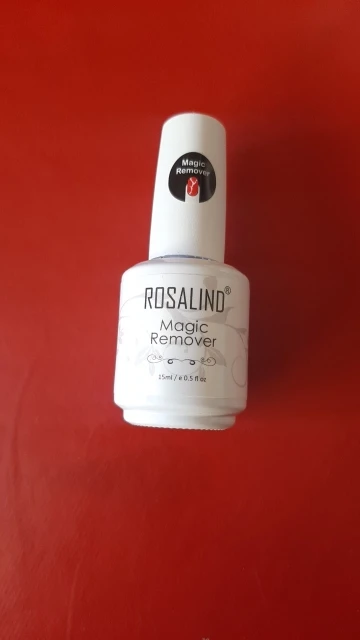 Magic
Remover
ROSALIND®
Magic
Remover
15ml / e 0.5 fl oz